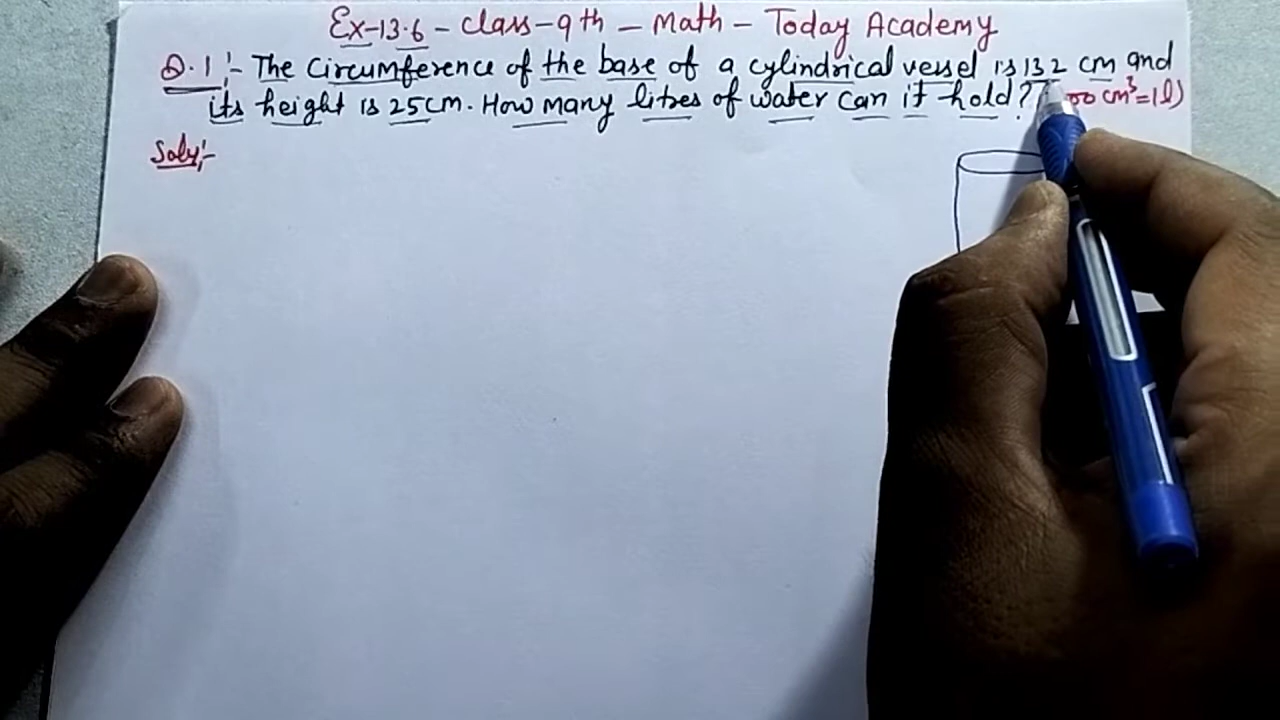 Ex-13.6 - Class-9th - Math - Today Academy
Q.1:- The Circumference of the base of a cylindrical vessel is 132 cm and
its height is 25cm. How many litres of water can it hold? cm³=1l)
Soln:-